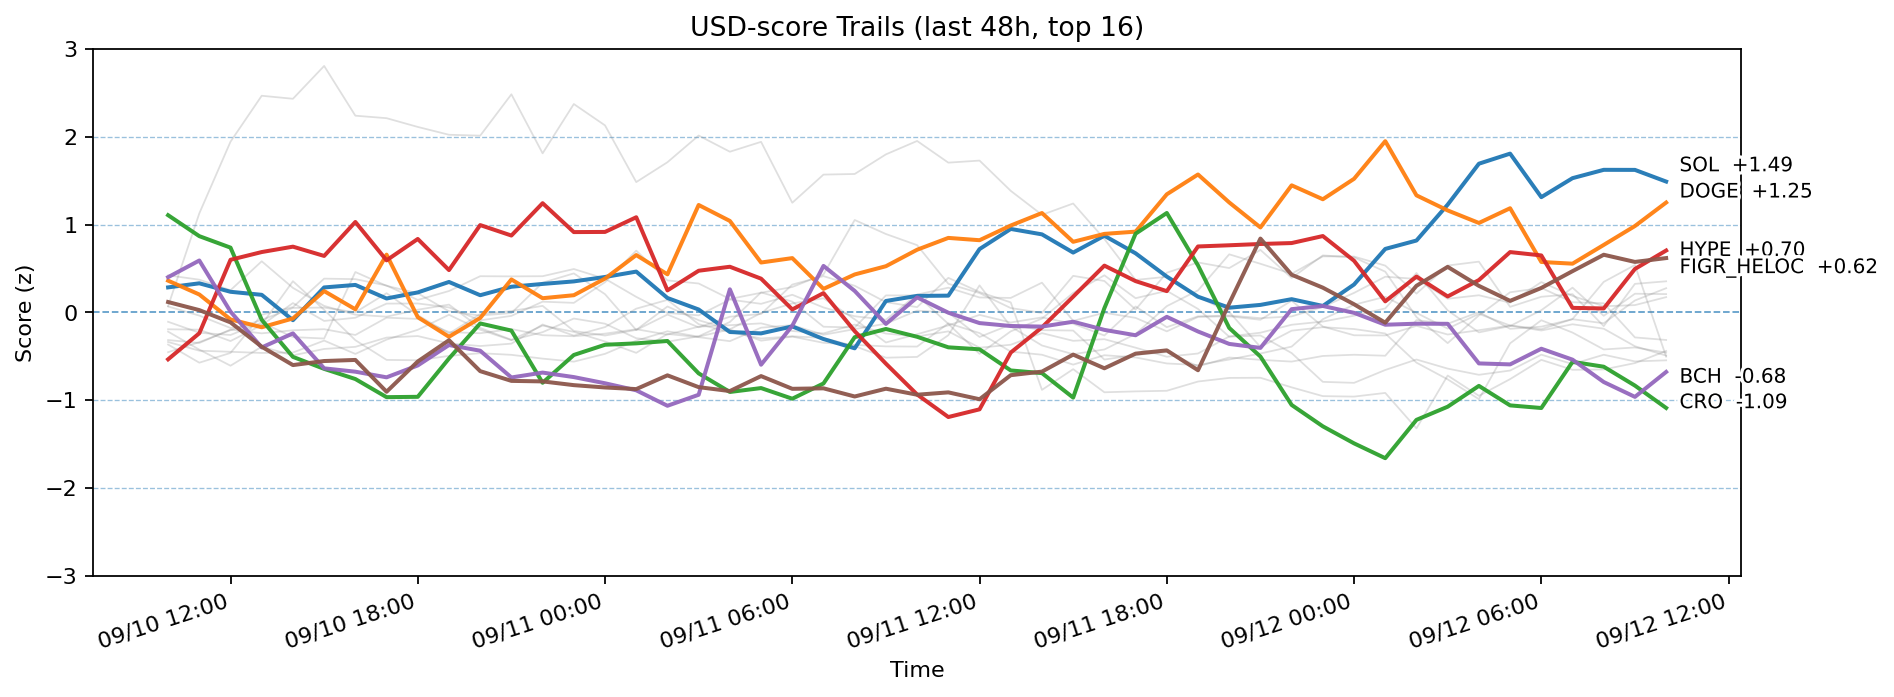 USD-score Trails (last 48h, top 16)
3
2
1
0
−1
−2
−3
Score (z)
SOL +1.49
DOGE +1.25
HYPE +0.70
FIGR_HELOC +0.62
BCH -0.68
CRO -1.09
09/10 12:00
09/10 18:00
09/11 00:00
09/11 06:00
09/11 12:00
09/11 18:00
09/12 00:00
09/12 06:00
09/12 12:00
Time